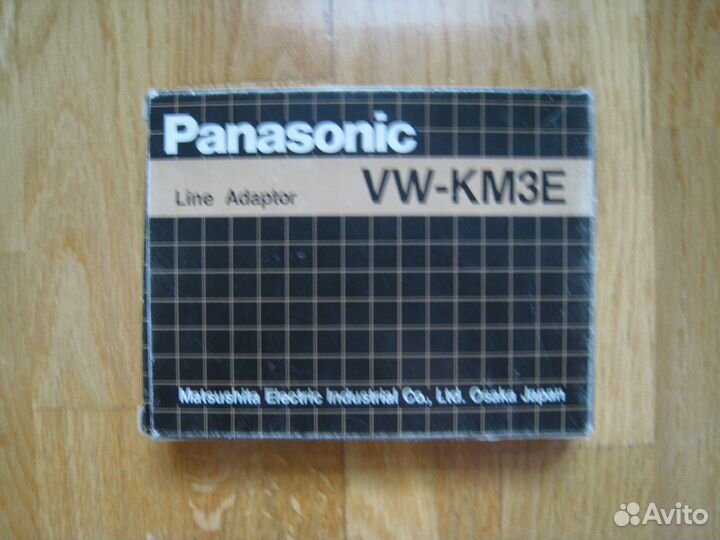 Panasonic
Line Adaptor VW-KM3E
Matsushita Electric Industrial Co., Ltd. Osaka Japan
Avito